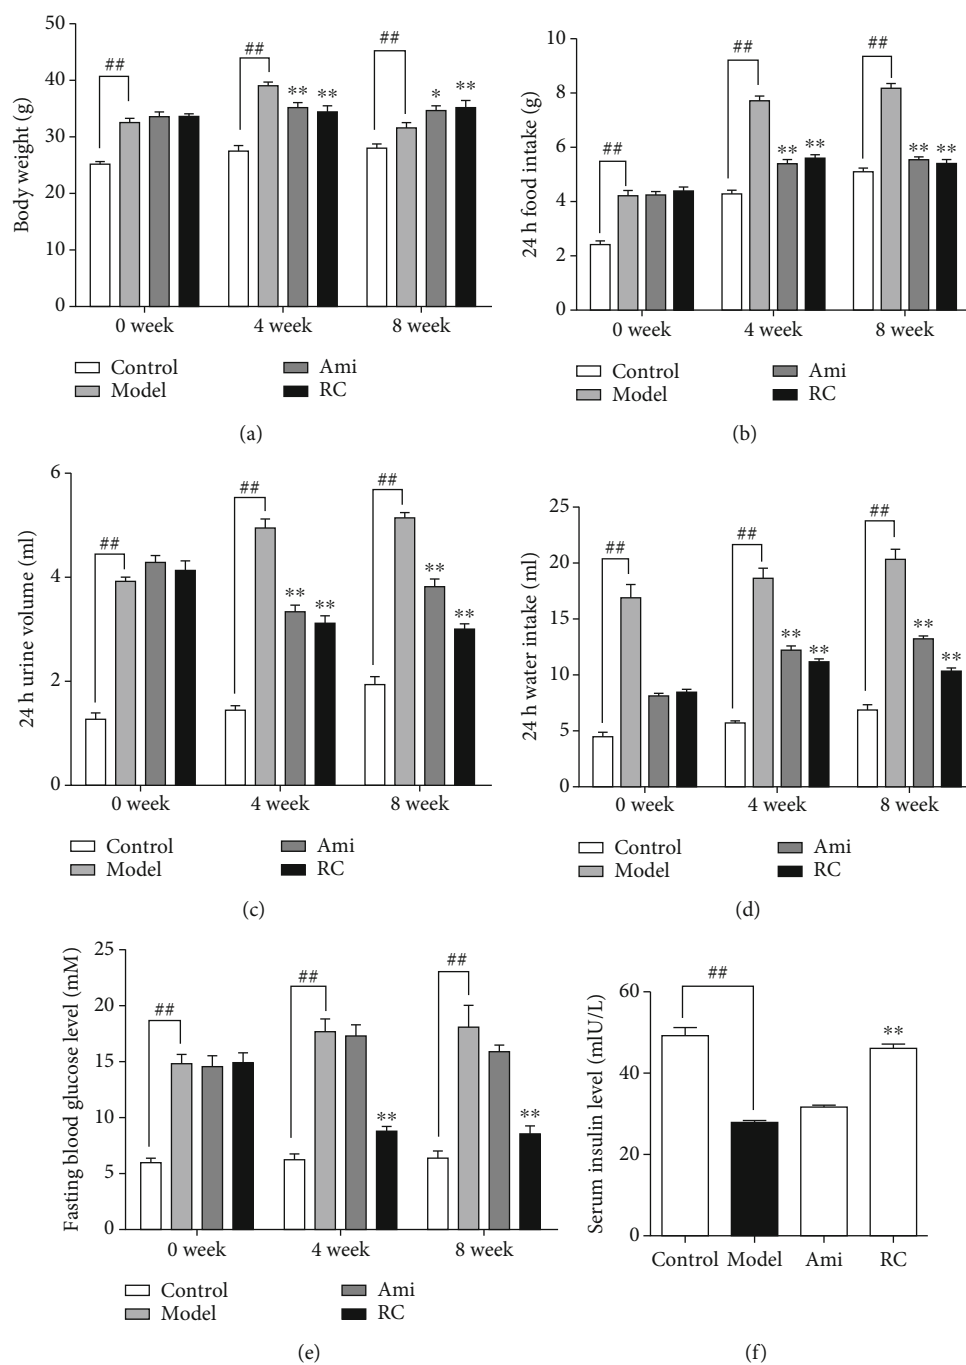 Body weight (g)
50
40
30
20
10
0
##
##
##
**
**
*
**
0 week
4 week
8 week
Control
Model
Ami
RC
(a)
24 h food intake (g)
10
8
6
4
2
0
##
##
##
**
**
**
**
0 week
4 week
8 week
Control
Model
Ami
RC
(b)
24 h urine volume (ml)
6
4
2
0
##
##
##
**
**
**
**
0 week
4 week
8 week
Control
Model
Ami
RC
(c)
24 h water intake (ml)
25
20
15
10
5
0
##
##
##
**
**
**
**
0 week
4 week
8 week
Control
Model
Ami
RC
(d)
Fasting blood glucose level (mM)
25
20
15
10
5
0
##
##
##
**
**
0 week
4 week
8 week
Control
Model
Ami
RC
(e)
Serum insulin level (mIU/L)
60
40
20
0
##
**
Control
Model
Ami
RC
(f)